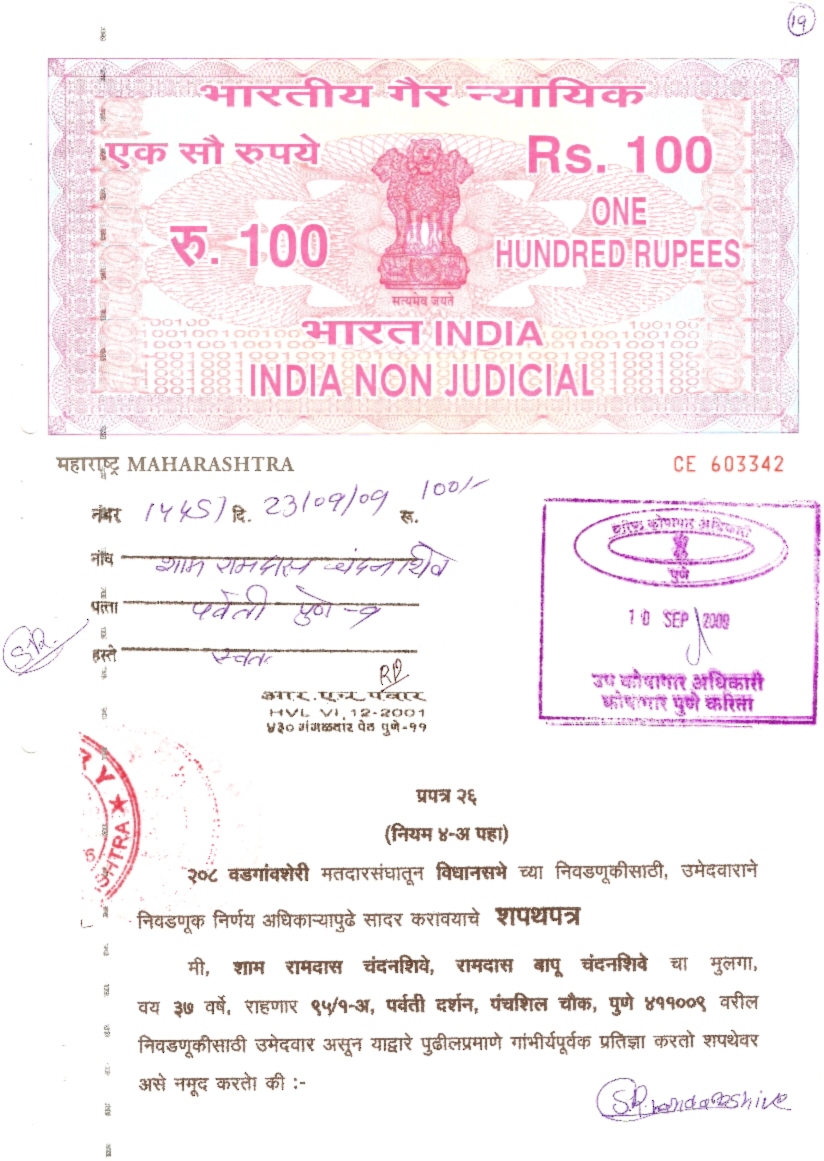 19
भारतीय गैर न्यायिक
एक सौ रुपये
Rs. 100
रु. 100
ONE
HUNDRED RUPEES
सत्यमेव जयते
भारत INDIA
INDIA NON JUDICIAL
महाराष्ट्र MAHARASHTRA
CE 603342
नंबर दि. 23/09/09 रू. 100/-
नांव शाम रामदास चंदनशिवे
पत्ता पर्वती पुणे -९
हस्ते स्वतः
S.R.
RP
आर. एन. पंवार
HVL VI, 12-2001
४३० मंगळवार पेठ पुणे-११
वरिष्ठ कोषागार अधिकारी
पुणे
10 SEP 2009
उप कोषागार अधिकारी
कोषागार पुणे करिता
प्रपत्र २६
(नियम ४-अ पहा)
२०८ वडगांवशेरी मतदारसंघातून विधानसभे च्या निवडणूकीसाठी, उमेदवाराने
निवडणूक निर्णय अधिकाऱ्यापुढे सादर करावयाचे शपथपत्र
मी, शाम रामदास चंदनशिवे, रामदास बापू चंदनशिवे चा मुलगा,
वय ३७ वर्षे, राहणार ९५/१-अ, पर्वती दर्शन, पंचशिल चौक, पुणे ४११००९ वरील
निवडणूकीसाठी उमेदवार असून याद्वारे पुढीलप्रमाणे गांभीर्यपूर्वक प्रतिज्ञा करतो शपथेवर
असे नमूद करतो की :-